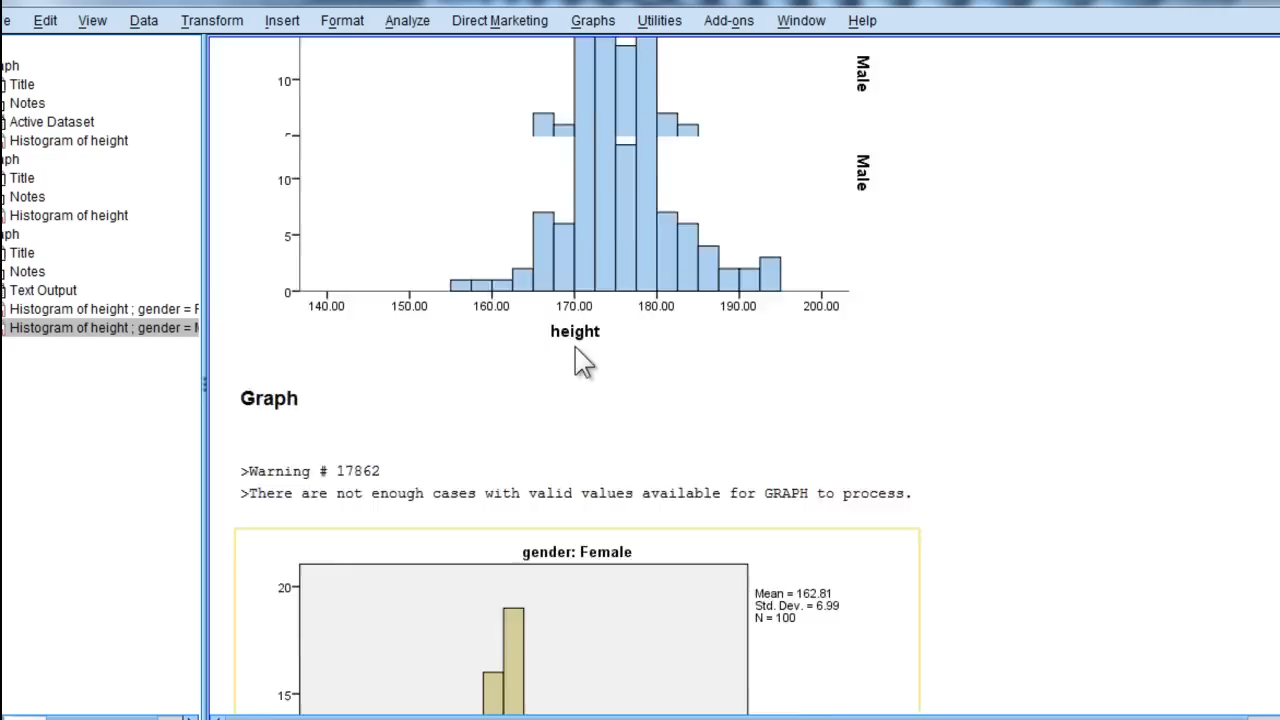 e Edit View Data Transform Insert Format Analyze Direct Marketing Graphs Utilities Add-ons Window Help
ph
Title
Notes
Active Dataset
Histogram of height
ph
Title
Notes
Histogram of height
ph
Title
Notes
Text Output
Histogram of height ; gender = F
Histogram of height ; gender = M
10
Male
10
Male
5
0
140.00 150.00 160.00 170.00 180.00 190.00 200.00
height
Graph
>Warning # 17862
>There are not enough cases with valid values available for GRAPH to process.
gender: Female
20
15
Mean = 162.81
Std. Dev. = 6.99
N = 100